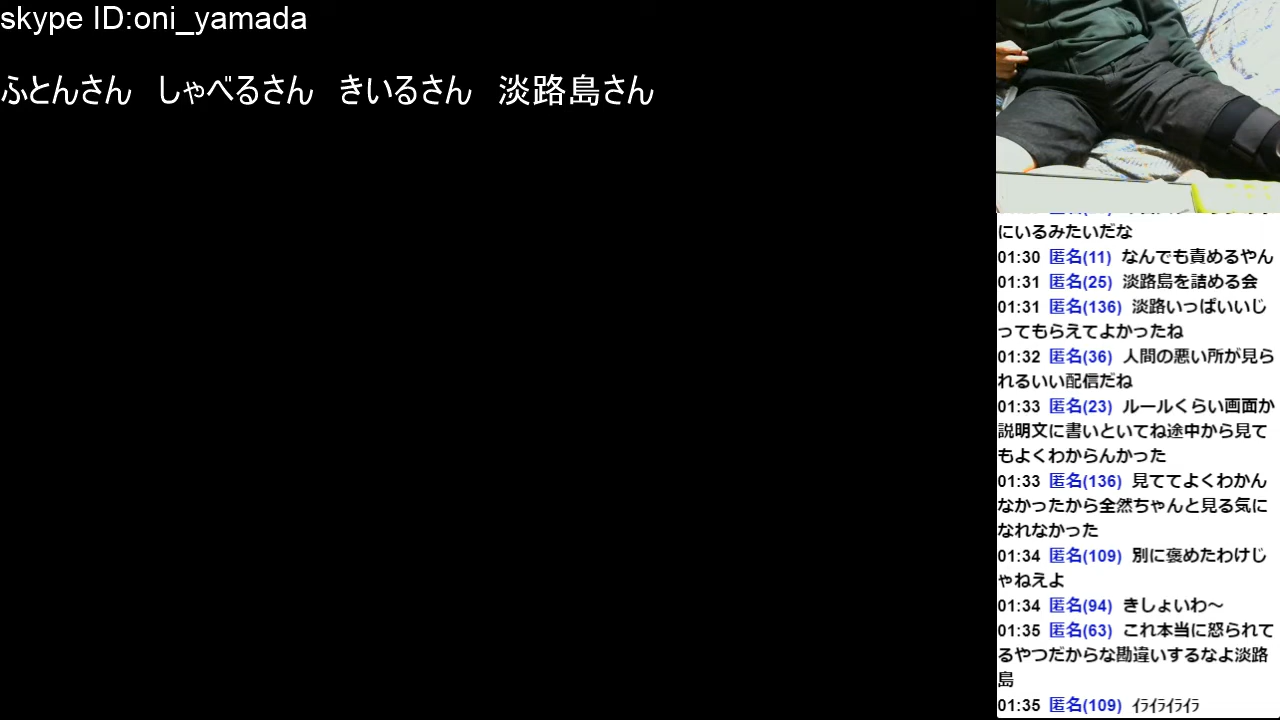 skype ID:oni_yamada
ふとんさん　しゃべるさん　きいるさん　淡路島さん
にいるみたいだな
01:30 匿名(11) なんでも責めるやん
01:31 匿名(25) 淡路島を詰める会
01:31 匿名(136) 淡路いっぱいいじ
ってもらえてよかったね
01:32 匿名(36) 人間の悪い所が見ら
れるいい配信だね
01:33 匿名(23) ルールくらい画面か
説明文に書いといてね途中から見て
もよくわからんかった
01:33 匿名(136) 見ててよくわかん
なかったから全然ちゃんと見る気に
なれなかった
01:34 匿名(109) 別に褒めたわけじ
ゃねえよ
01:34 匿名(94) きしょいわ～
01:35 匿名(63) これ本当に怒られて
るやつだからな勘違いするなよ淡路
島
01:35 匿名(109) ｲﾗｲﾗｲﾗｲﾗ